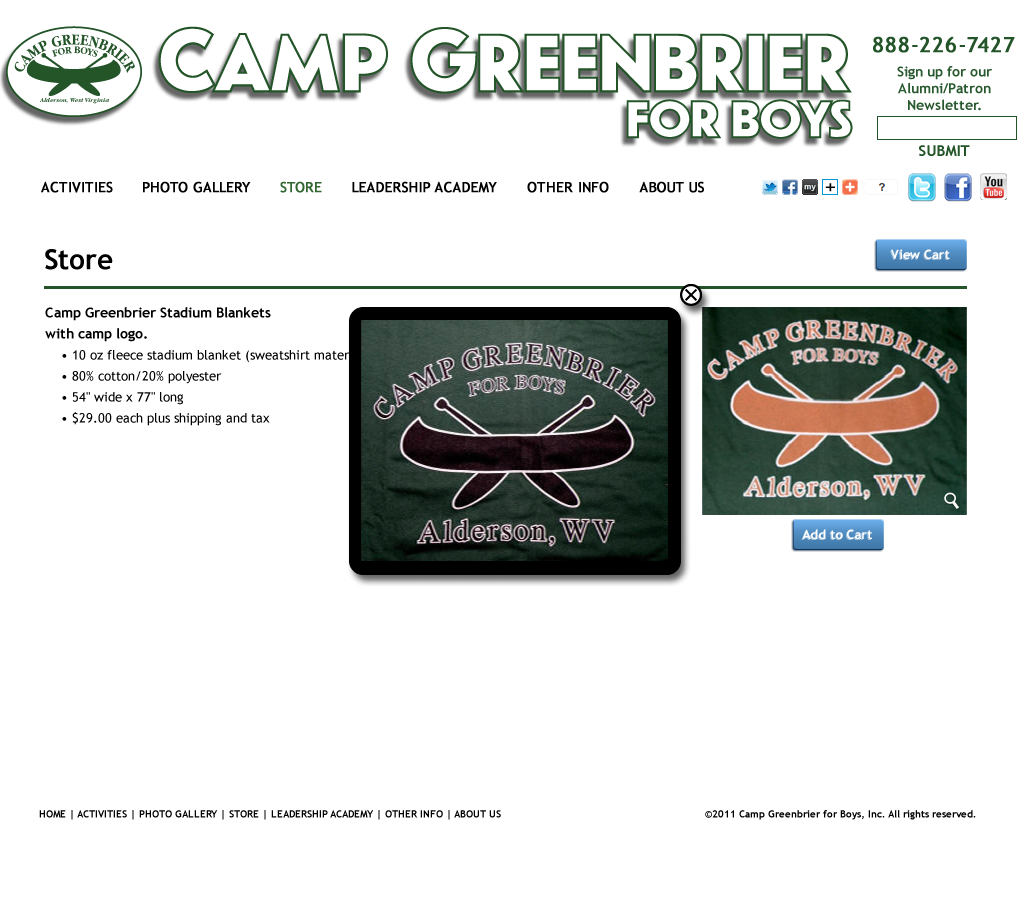 CAMP GREENBRIER
FOR BOYS
Alderson, West Virginia
CAMP GREENBRIER
FOR BOYS
888-226-7427
Sign up for our
Alumni/Patron
Newsletter.
SUBMIT
ACTIVITIES PHOTO GALLERY STORE LEADERSHIP ACADEMY OTHER INFO ABOUT US
my ? t f You
Tube
Store
View Cart
Camp Greenbrier Stadium Blankets
with camp logo.
• 10 oz fleece stadium blanket (sweatshirt mater
• 80% cotton/20% polyester
• 54" wide x 77" long
• $29.00 each plus shipping and tax
CAMP GREENBRIER
FOR BOYS
Alderson, WV
CAMP GREENBRIER
FOR BOYS
Alderson, WV
Add to Cart
HOME | ACTIVITIES | PHOTO GALLERY | STORE | LEADERSHIP ACADEMY | OTHER INFO | ABOUT US
©2011 Camp Greenbrier for Boys, Inc. All rights reserved.